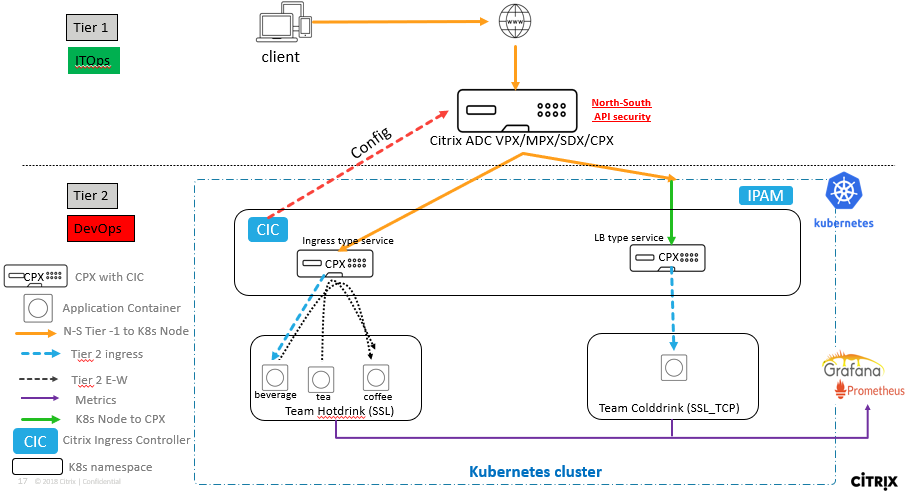 Tier 1
ITOps
client
www
Config
North-South
API security
Citrix ADC VPX/MPX/SDX/CPX
Tier 2
DevOps
IPAM
kubernetes
CIC
Ingress type service
LB type service
CPX
CPX
CPX
CPX with CIC
Application Container
N-S Tier -1 to K8s Node
Tier 2 ingress
Tier 2 E-W
Metrics
K8s Node to CPX
CIC
Citrix Ingress Controller
K8s namespace
beverage
tea
coffee
Team Hotdrink (SSL)
Team Colddrink (SSL_TCP)
Grafana
Prometheus
Kubernetes cluster
17 © 2018 Citrix | Confidential
CİTRIX